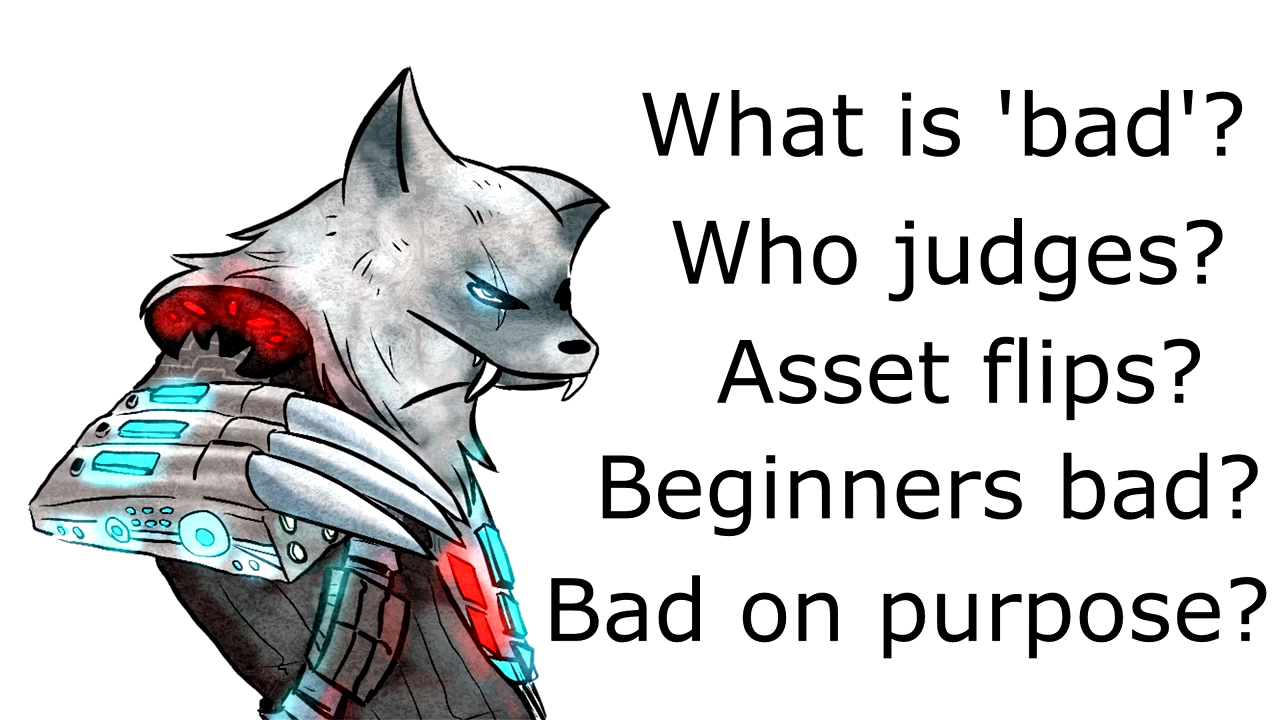 What is 'bad'?
Who judges?
Asset flips?
Beginners bad?
Bad on purpose?